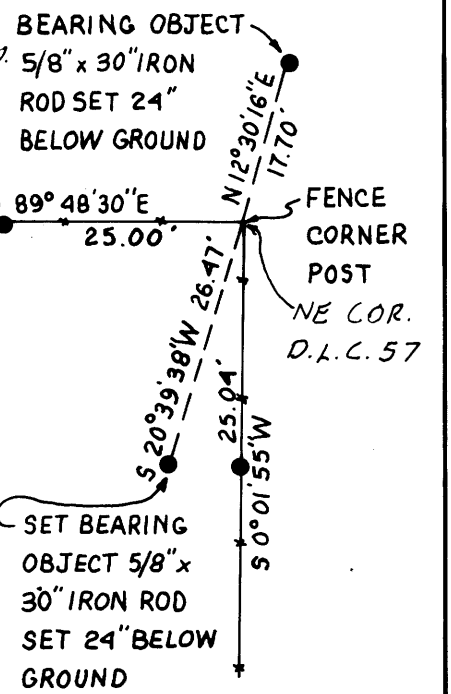 BEARING OBJECT
5/8" x 30" IRON
ROD SET 24"
BELOW GROUND
N 12° 30' 16" E
17.70'
89° 48' 30" E
25.00'
FENCE
CORNER
POST
NE COR.
D.L.C. 57
S 20° 39' 38" W 26.47'
25.04'
S 0° 01' 55" W
SET BEARING
OBJECT 5/8" x
30" IRON ROD
SET 24" BELOW
GROUND